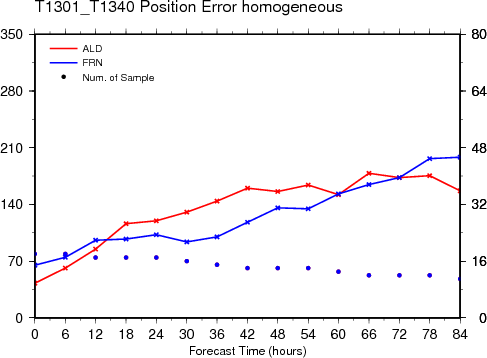 T1301_T1340 Position Error homogeneous
350
280
210
140
70
0
ALD
FRN
Num. of Sample
80
64
48
32
16
0
0 6 12 18 24 30 36 42 48 54 60 66 72 78 84
Forecast Time (hours)